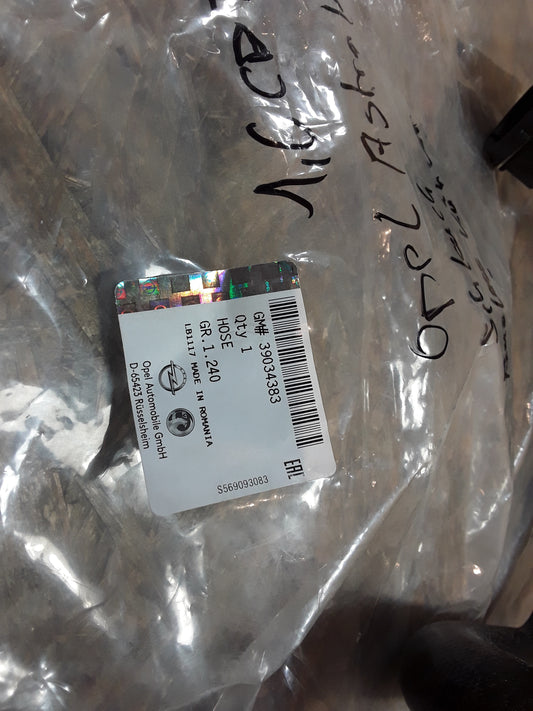 GM# 39034383
Qty 1
HOSE
GR.1.240
LB1117 MADE IN ROMANIA
Opel Automobile GmbH
D-65423 Rüsselsheim
EAC
S569093083
OPEL Astra